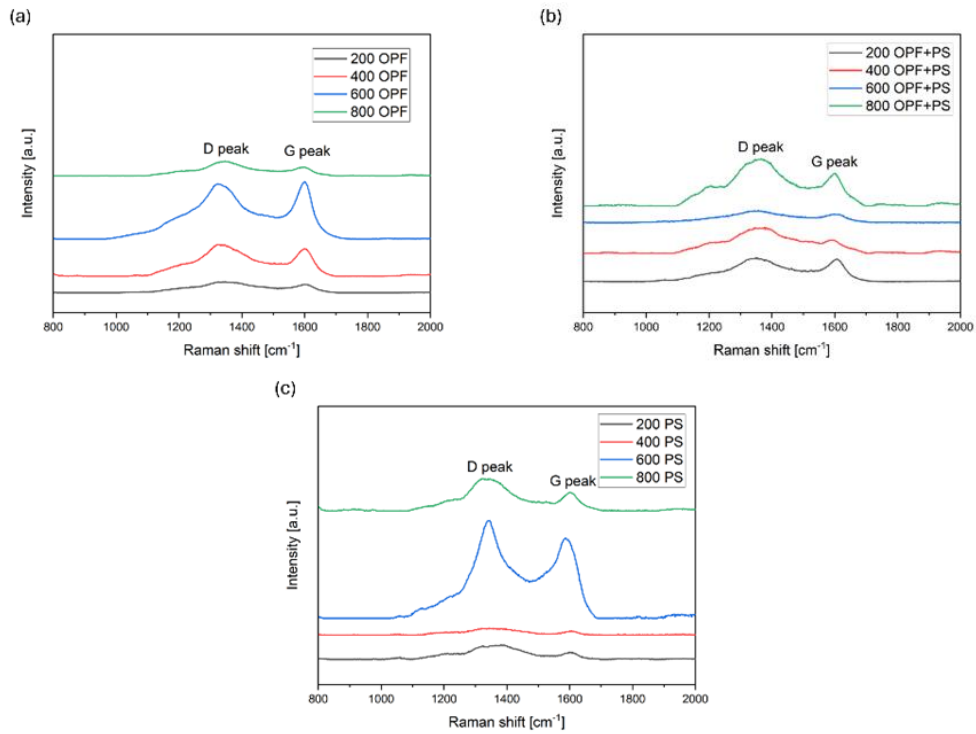 (a)
200 OPF
400 OPF
600 OPF
800 OPF
D peak
G peak
Intensity [a.u.]
800 1000 1200 1400 1600 1800 2000
Raman shift [cm⁻¹]
(b)
200 OPF+PS
400 OPF+PS
600 OPF+PS
800 OPF+PS
D peak
G peak
Intensity [a.u.]
800 1000 1200 1400 1600 1800 2000
Raman shift [cm⁻¹]
(c)
200 PS
400 PS
600 PS
800 PS
D peak
G peak
Intensity [a.u.]
800 1000 1200 1400 1600 1800 2000
Raman shift [cm⁻¹]